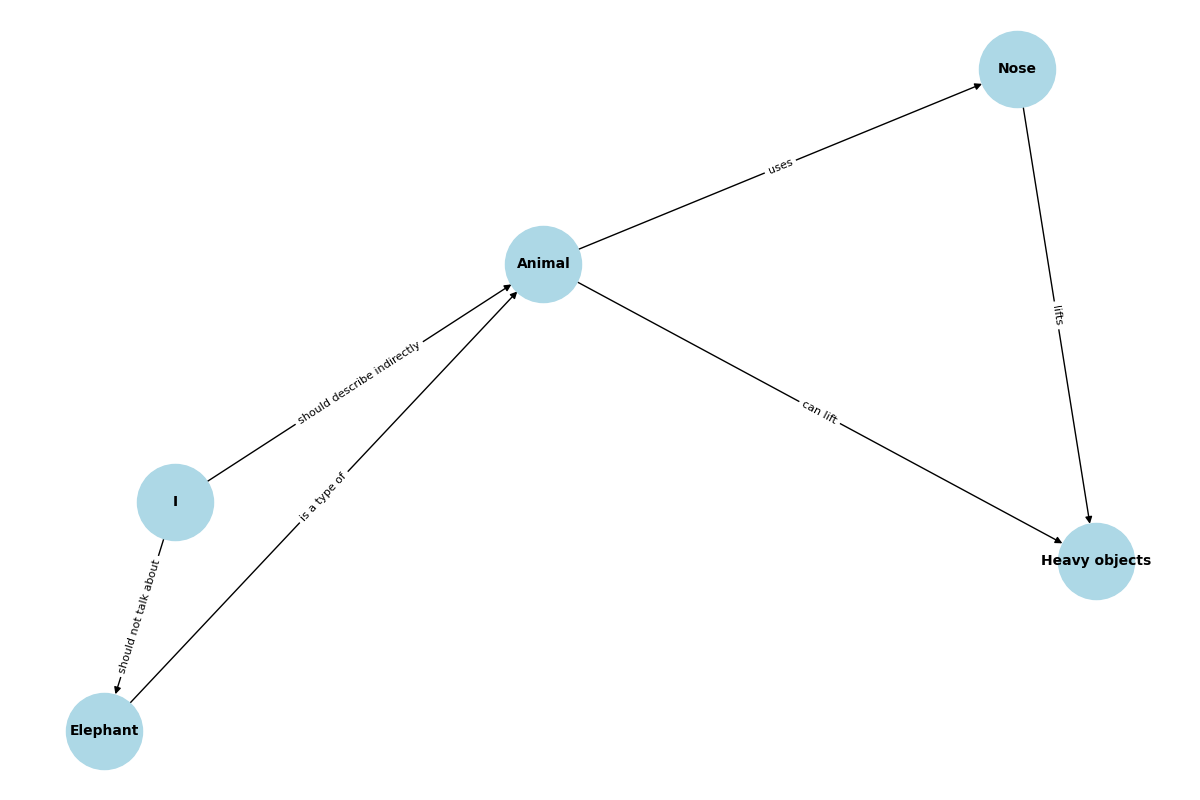 Nose
uses
Animal
lifts
should describe indirectly
can lift
is a type of
I
Heavy objects
should not talk about
Elephant